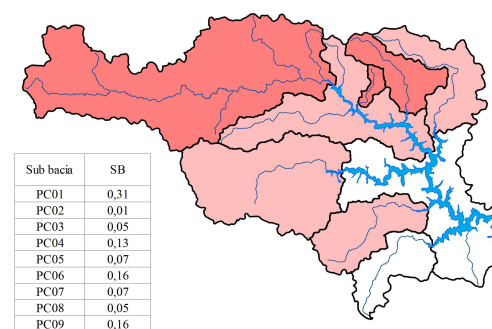 Sub bacia SB
PC01 0,31
PC02 0,01
PC03 0,05
PC04 0,13
PC05 0,07
PC06 0,16
PC07 0,07
PC08 0,05
PC09 0,16